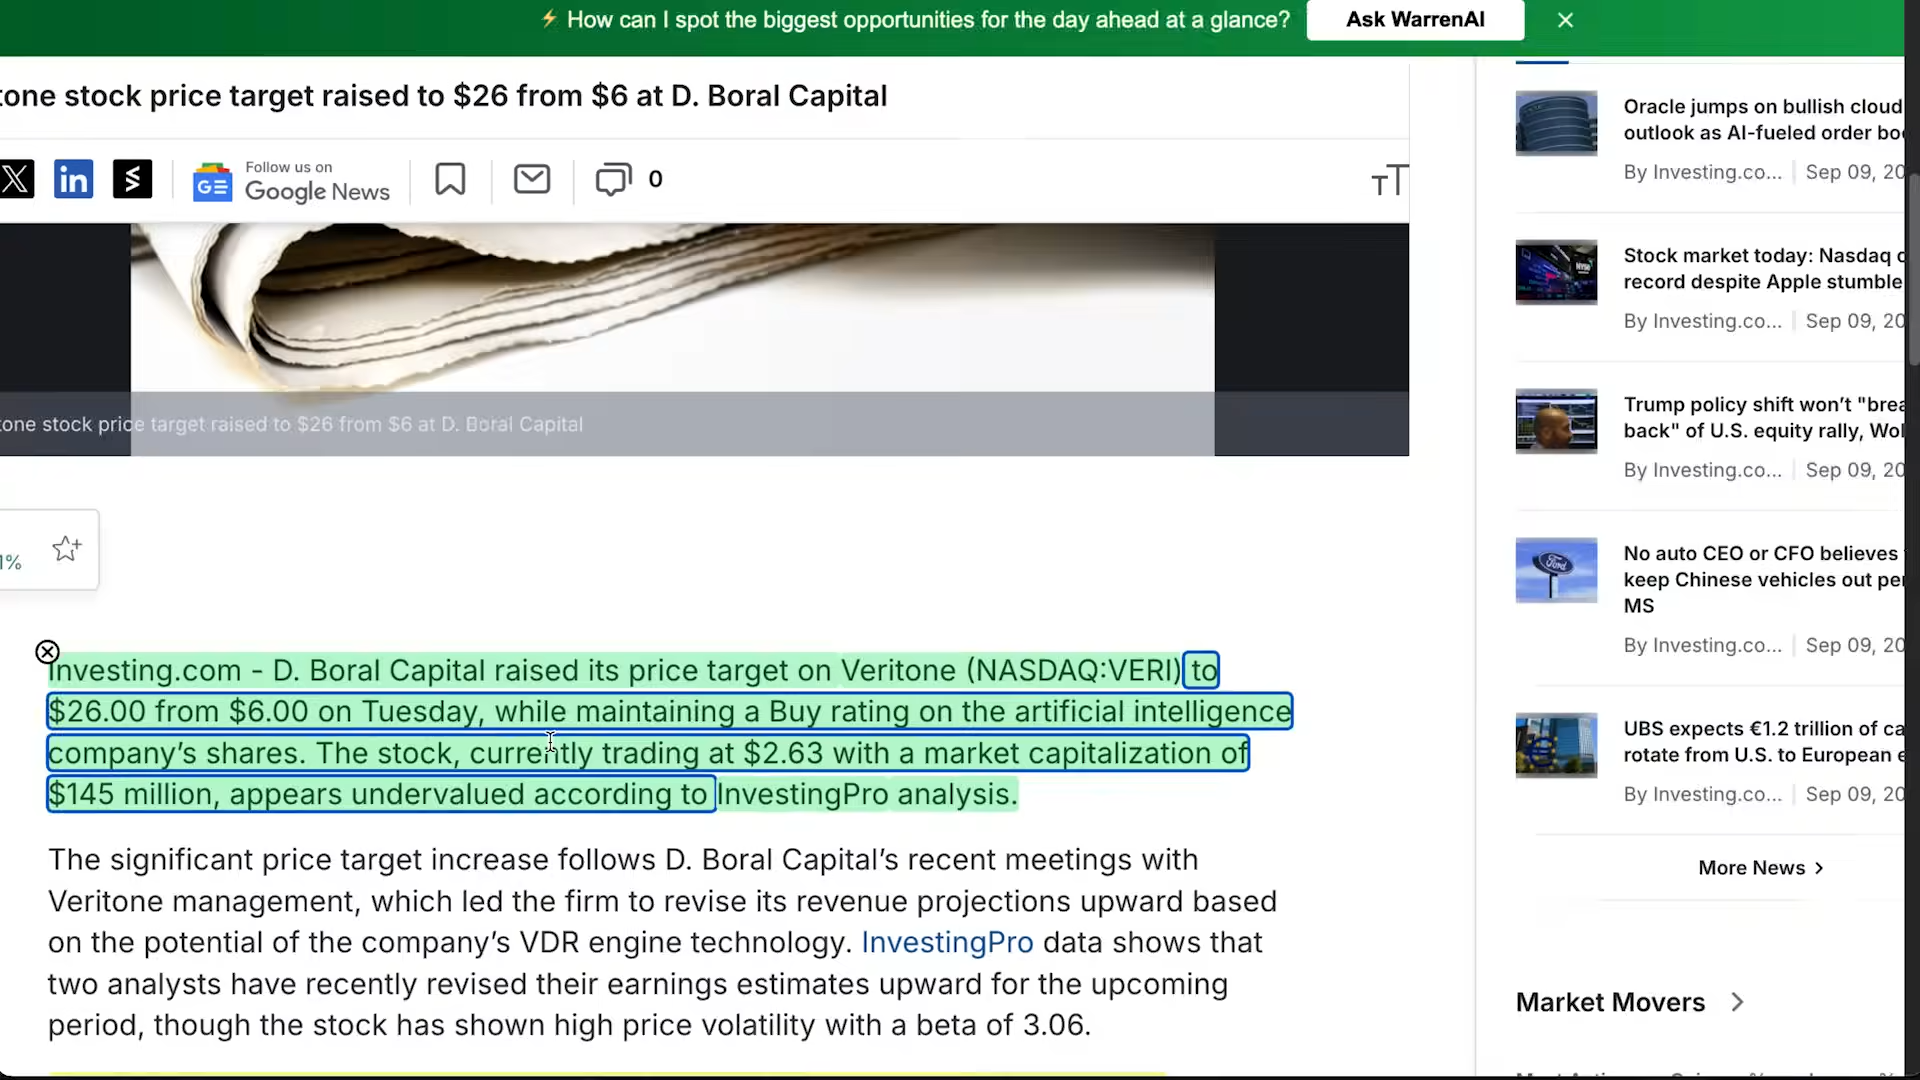 ⚡ How can I spot the biggest opportunities for the day ahead at a glance? Ask WarrenAI
tone stock price target raised to $26 from $6 at D. Boral Capital
Follow us on
Google News
0
tone stock price target raised to $26 from $6 at D. Boral Capital
1%
Investing.com - D. Boral Capital raised its price target on Veritone (NASDAQ:VERI) to
$26.00 from $6.00 on Tuesday, while maintaining a Buy rating on the artificial intelligence
company’s shares. The stock, currently trading at $2.63 with a market capitalization of
$145 million, appears undervalued according to InvestingPro analysis.
The significant price target increase follows D. Boral Capital’s recent meetings with
Veritone management, which led the firm to revise its revenue projections upward based
on the potential of the company’s VDR engine technology. InvestingPro data shows that
two analysts have recently revised their earnings estimates upward for the upcoming
period, though the stock has shown high price volatility with a beta of 3.06.
Oracle jumps on bullish cloud
outlook as AI-fueled order boo
By Investing.co... | Sep 09, 20
Stock market today: Nasdaq c
record despite Apple stumble
By Investing.co... | Sep 09, 20
Trump policy shift won’t "brea
back" of U.S. equity rally, Wol
By Investing.co... | Sep 09, 20
No auto CEO or CFO believes
keep Chinese vehicles out per
MS
By Investing.co... | Sep 09, 20
UBS expects €1.2 trillion of ca
rotate from U.S. to European e
By Investing.co... | Sep 09, 20
More News >
Market Movers >